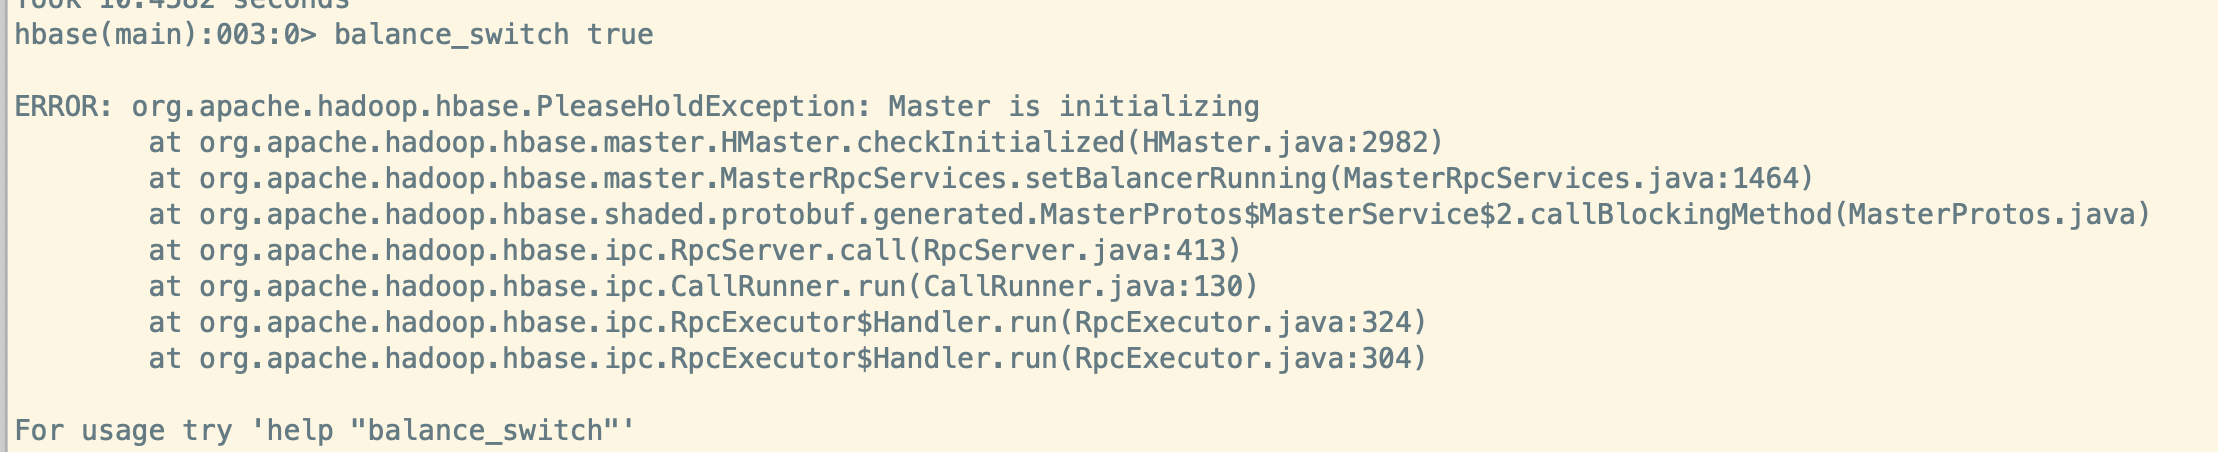 Took 10.4582 seconds
hbase(main):003:0> balance_switch true
ERROR: org.apache.hadoop.hbase.PleaseHoldException: Master is initializing
at org.apache.hadoop.hbase.master.HMaster.checkInitialized(HMaster.java:2982)
at org.apache.hadoop.hbase.master.MasterRpcServices.setBalancerRunning(MasterRpcServices.java:1464)
at org.apache.hadoop.hbase.shaded.protobuf.generated.MasterProtos$MasterService$2.callBlockingMethod(MasterProtos.java)
at org.apache.hadoop.hbase.ipc.RpcServer.call(RpcServer.java:413)
at org.apache.hadoop.hbase.ipc.CallRunner.run(CallRunner.java:130)
at org.apache.hadoop.hbase.ipc.RpcExecutor$Handler.run(RpcExecutor.java:324)
at org.apache.hadoop.hbase.ipc.RpcExecutor$Handler.run(RpcExecutor.java:304)
For usage try 'help "balance_switch"'